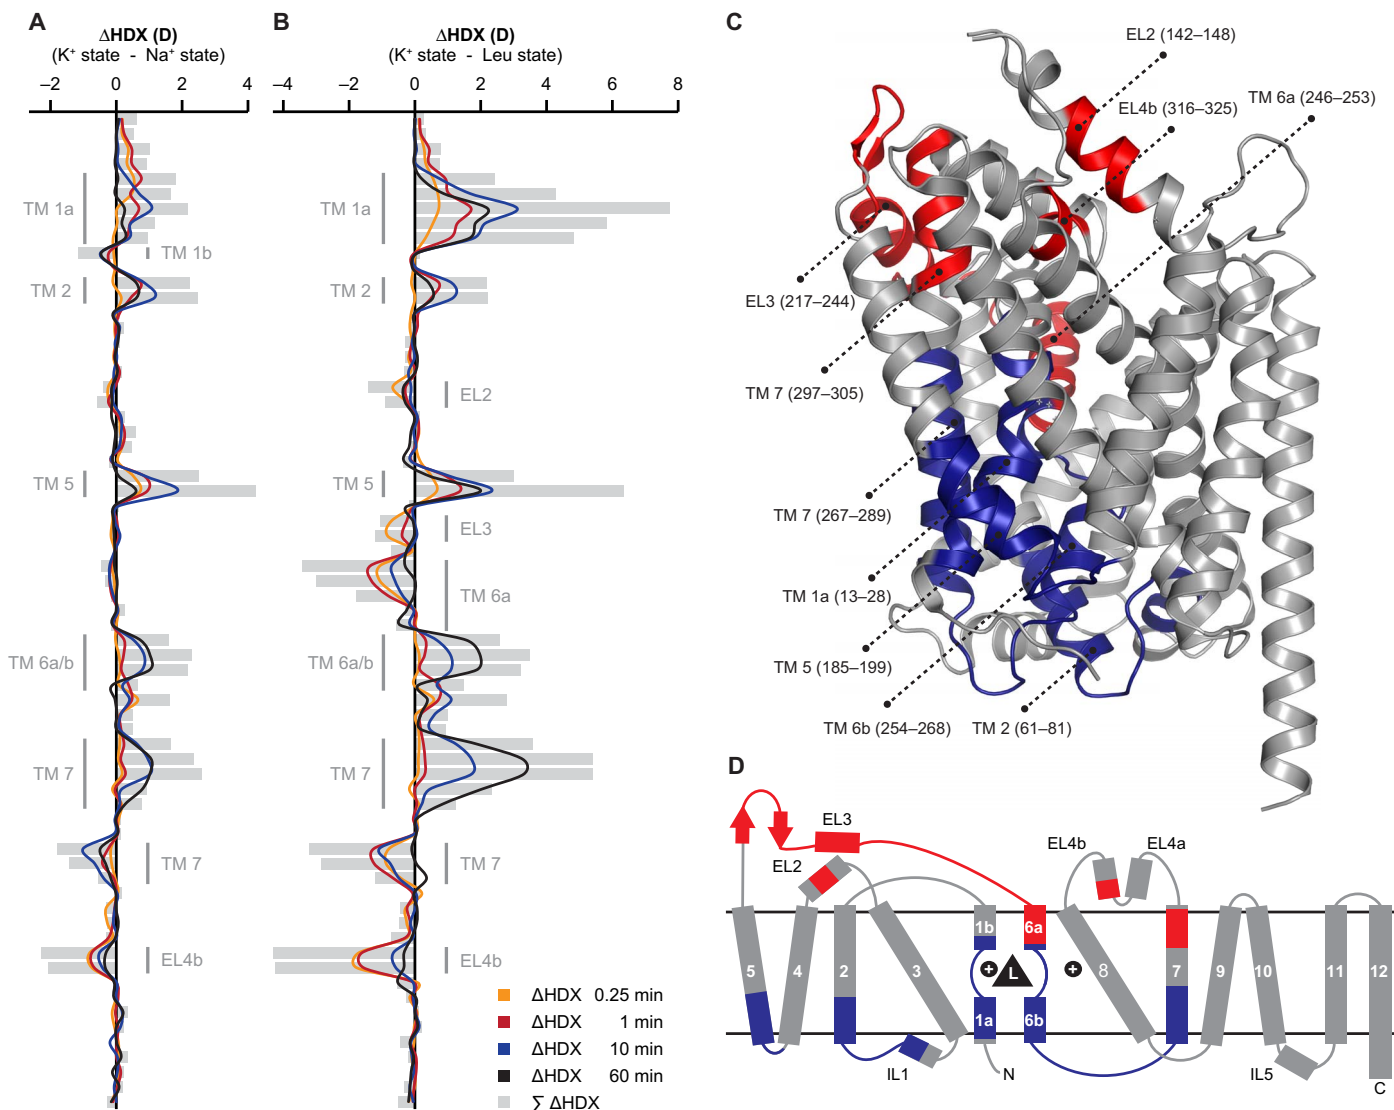 A
ΔHDX (D)
(K⁺ state - Na⁺ state)
−2 0 2 4
TM 1a
TM 1b
TM 2
TM 5
TM 6a/b
TM 7
TM 7
EL4b
B
ΔHDX (D)
(K⁺ state - Leu state)
−4 −2 0 2 4 6 8
TM 1a
TM 2
EL2
TM 5
EL3
TM 6a
TM 6a/b
TM 7
TM 7
EL4b
ΔHDX 0.25 min
ΔHDX 1 min
ΔHDX 10 min
ΔHDX 60 min
∑ ΔHDX
C
EL2 (142–148)
EL4b (316–325)
TM 6a (246–253)
EL3 (217–244)
TM 7 (297–305)
TM 7 (267–289)
TM 1a (13–28)
TM 5 (185–199)
TM 6b (254–268)
TM 2 (61–81)
D
EL3
EL2
EL4b
EL4a
1b
6a
5
4
2
3
+
L
+
8
7
9
10
11
12
1a
6b
IL1
N
IL5
C